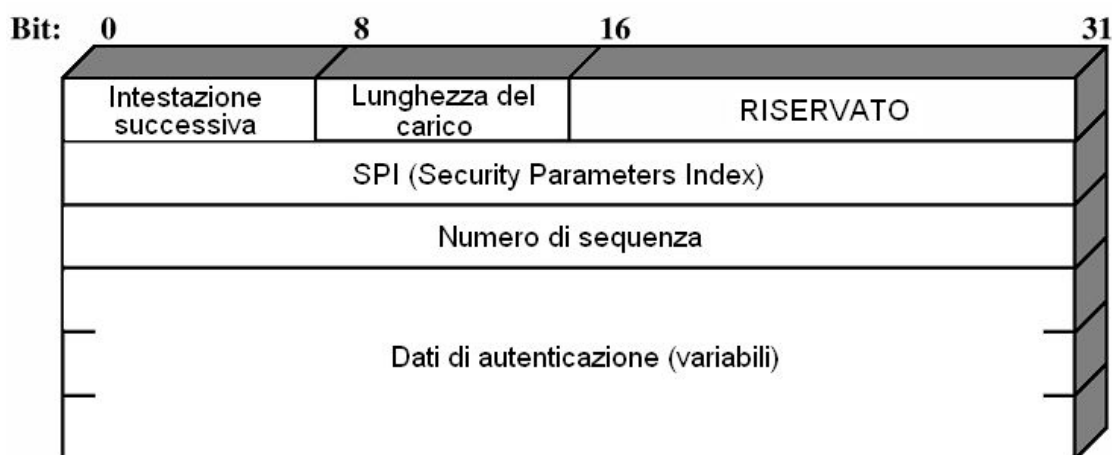 Bit: 0 8 16 31
Intestazione
successiva
Lunghezza del
carico
RISERVATO
SPI (Security Parameters Index)
Numero di sequenza
Dati di autenticazione (variabili)